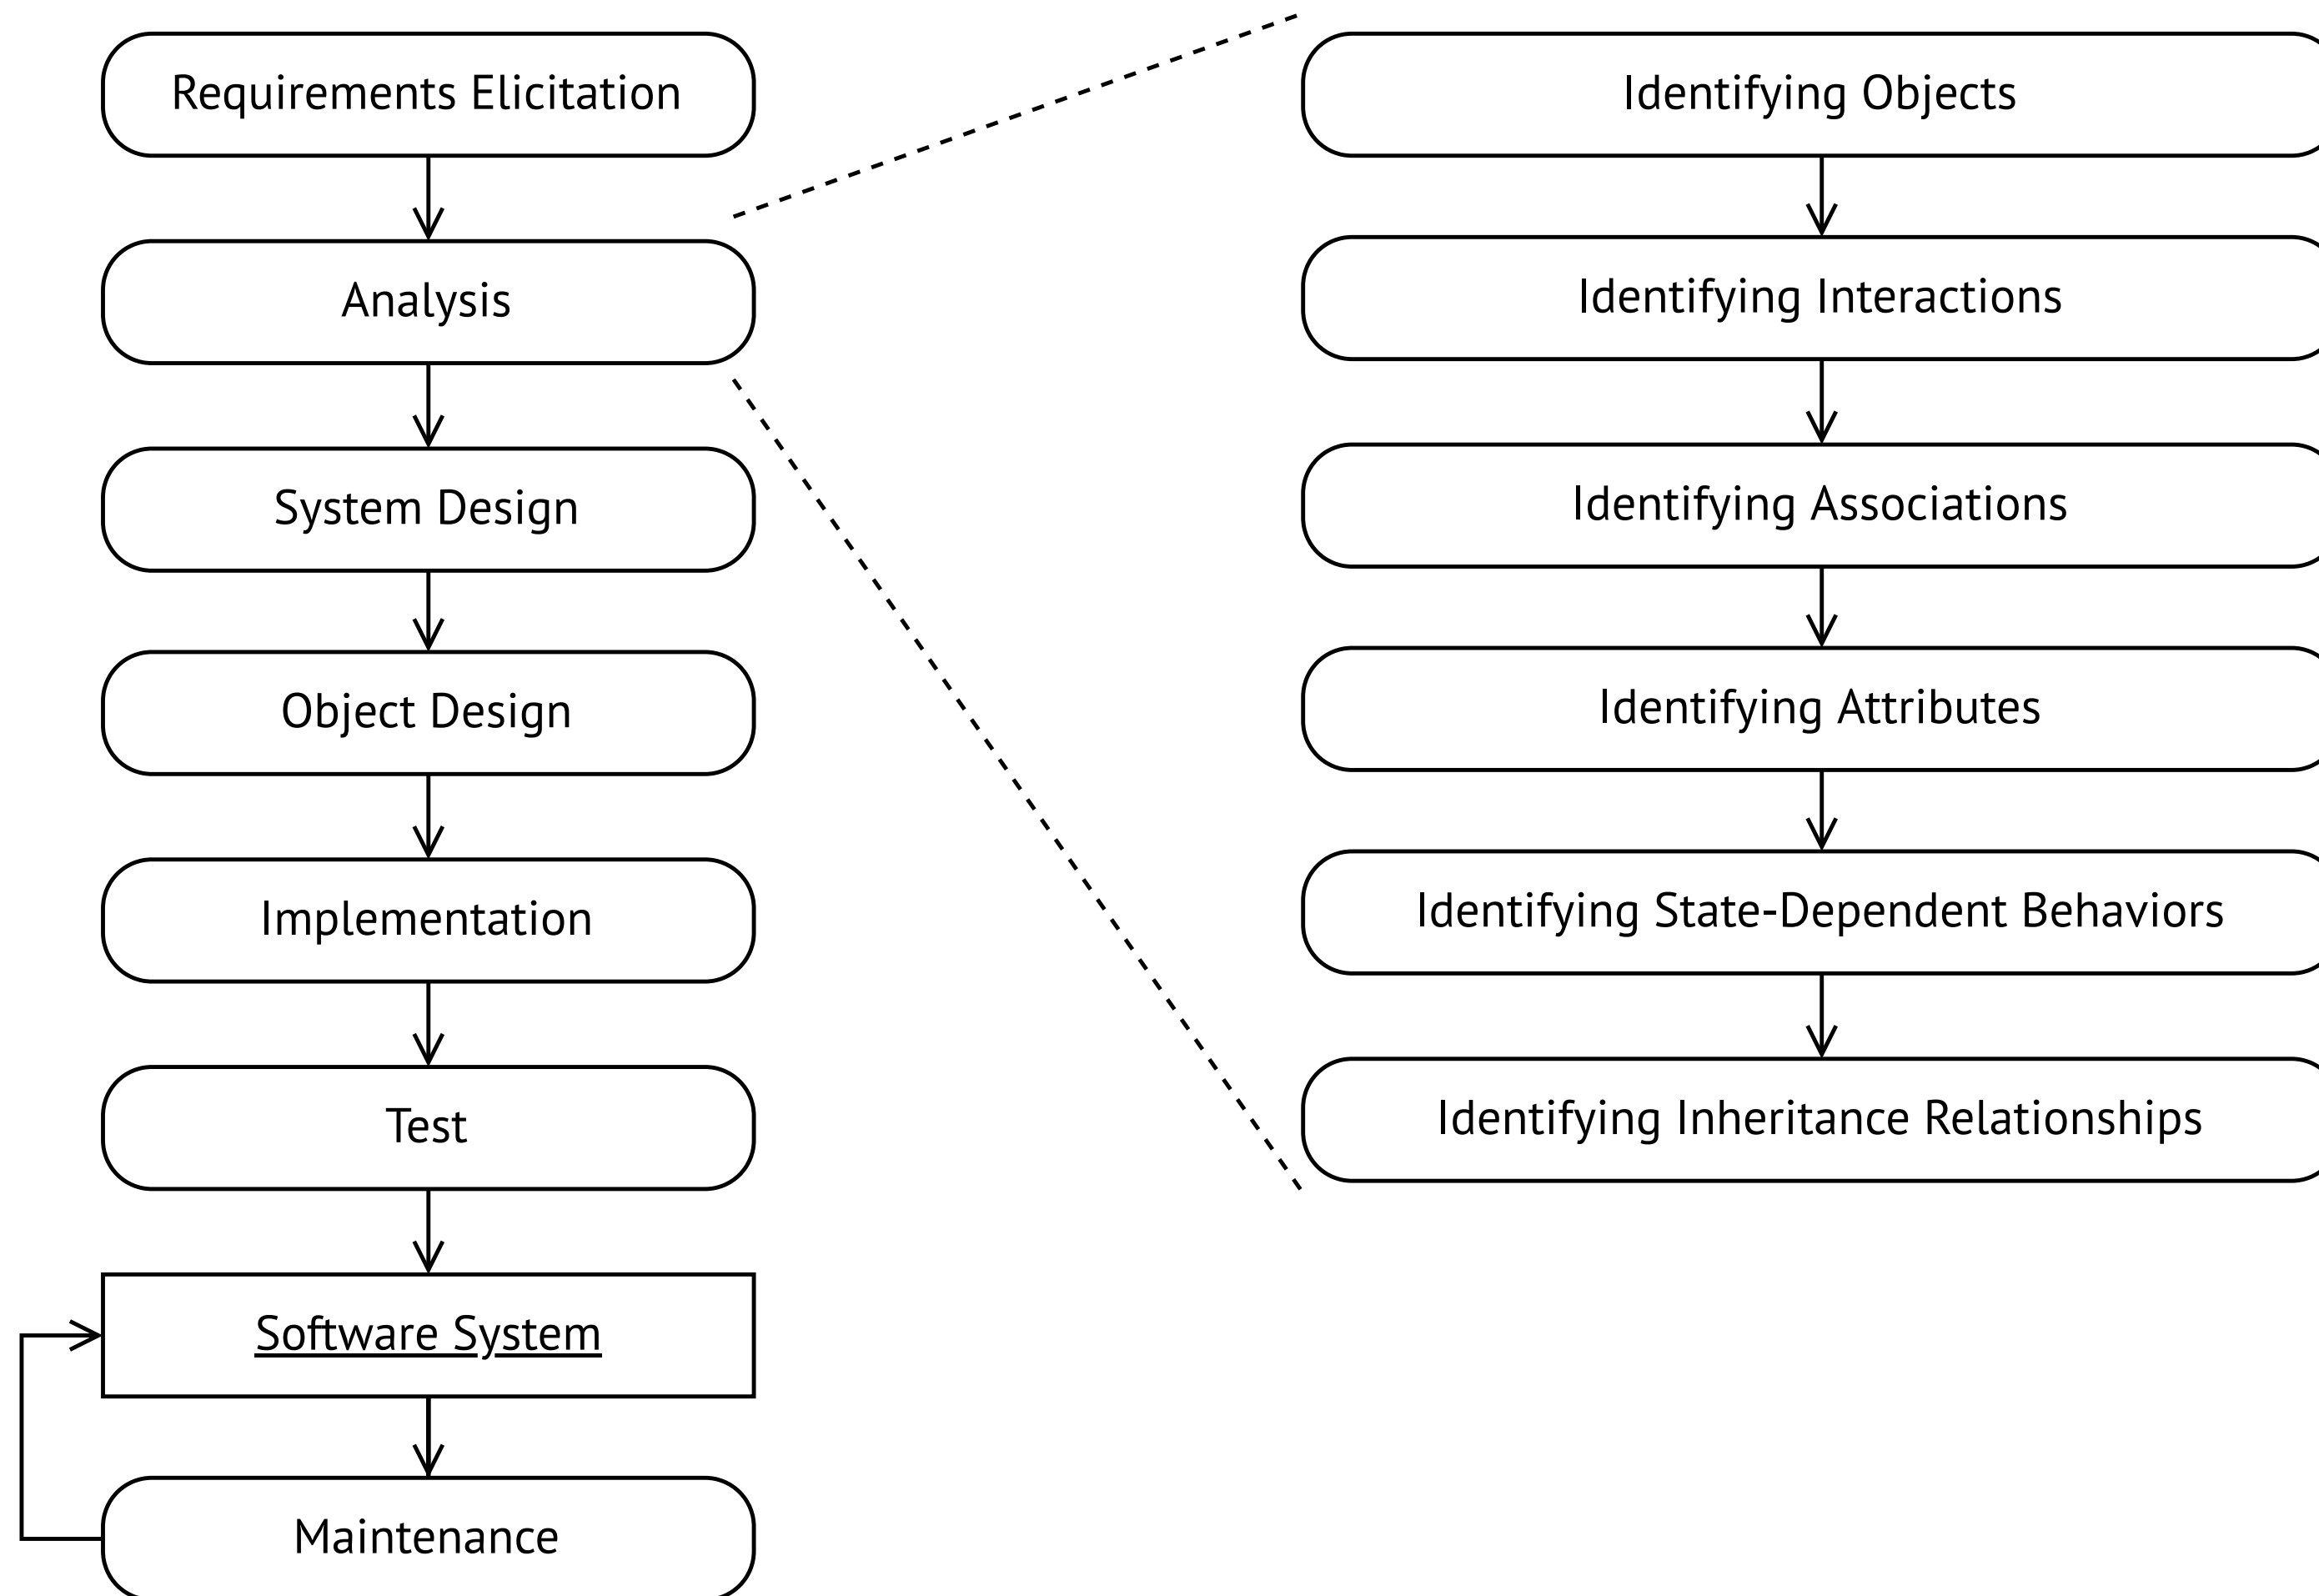 Requirements Elicitation
Analysis
System Design
Object Design
Implementation
Test
Software System
Maintenance
Identifying Objects
Identifying Interactions
Identifying Associations
Identifying Attributes
Identifying State-Dependent Behaviors
Identifying Inheritance Relationships